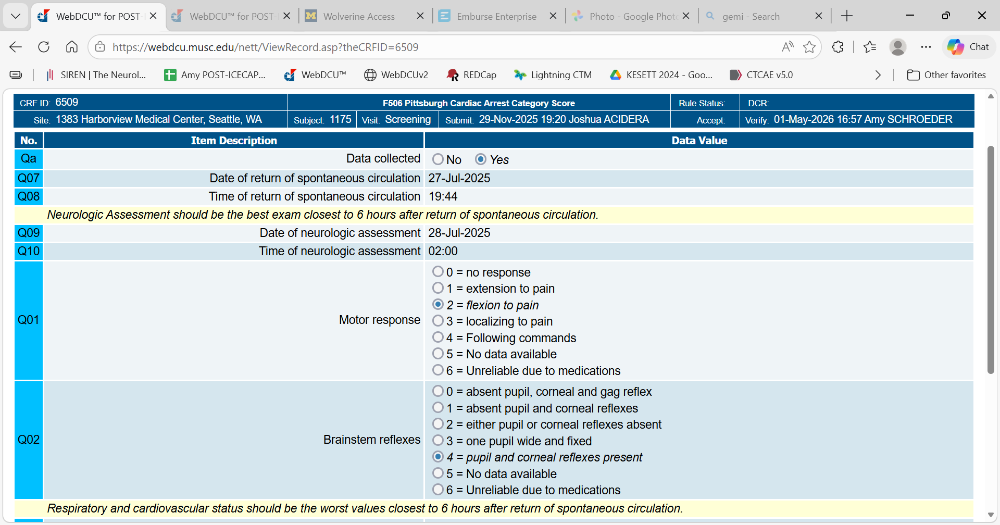 WebDCU™ for POST-I
WebDCU™ for POST-I
Wolverine Access
Emburse Enterprise
Photo - Google Photo
gemi - Search
https://webdcu.musc.edu/nett/ViewRecord.asp?theCRFID=6509
Chat
SIREN | The Neurol...
Amy POST-ICECAP...
WebDCU™
WebDCUv2
REDCap
Lightning CTM
KESETT 2024 - Goo...
CTCAE v5.0
Other favorites
CRF ID: 6509 F506 Pittsburgh Cardiac Arrest Category Score Rule Status: DCR:
Site: 1383 Harborview Medical Center, Seattle, WA Subject: 1175 Visit: Screening Submit: 29-Nov-2025 19:20 Joshua ACIDERA Accept: Verify: 01-May-2026 16:57 Amy SCHROEDER
No. Item Description Data Value
Qa Data collected No Yes
Q07 Date of return of spontaneous circulation 27-Jul-2025
Q08 Time of return of spontaneous circulation 19:44
Neurologic Assessment should be the best exam closest to 6 hours after return of spontaneous circulation.
Q09 Date of neurologic assessment 28-Jul-2025
Q10 Time of neurologic assessment 02:00
Q01 Motor response
0 = no response
1 = extension to pain
2 = flexion to pain
3 = localizing to pain
4 = Following commands
5 = No data available
6 = Unreliable due to medications
Q02 Brainstem reflexes
0 = absent pupil, corneal and gag reflex
1 = absent pupil and corneal reflexes
2 = either pupil or corneal reflexes absent
3 = one pupil wide and fixed
4 = pupil and corneal reflexes present
5 = No data available
6 = Unreliable due to medications
Respiratory and cardiovascular status should be the worst values closest to 6 hours after return of spontaneous circulation.